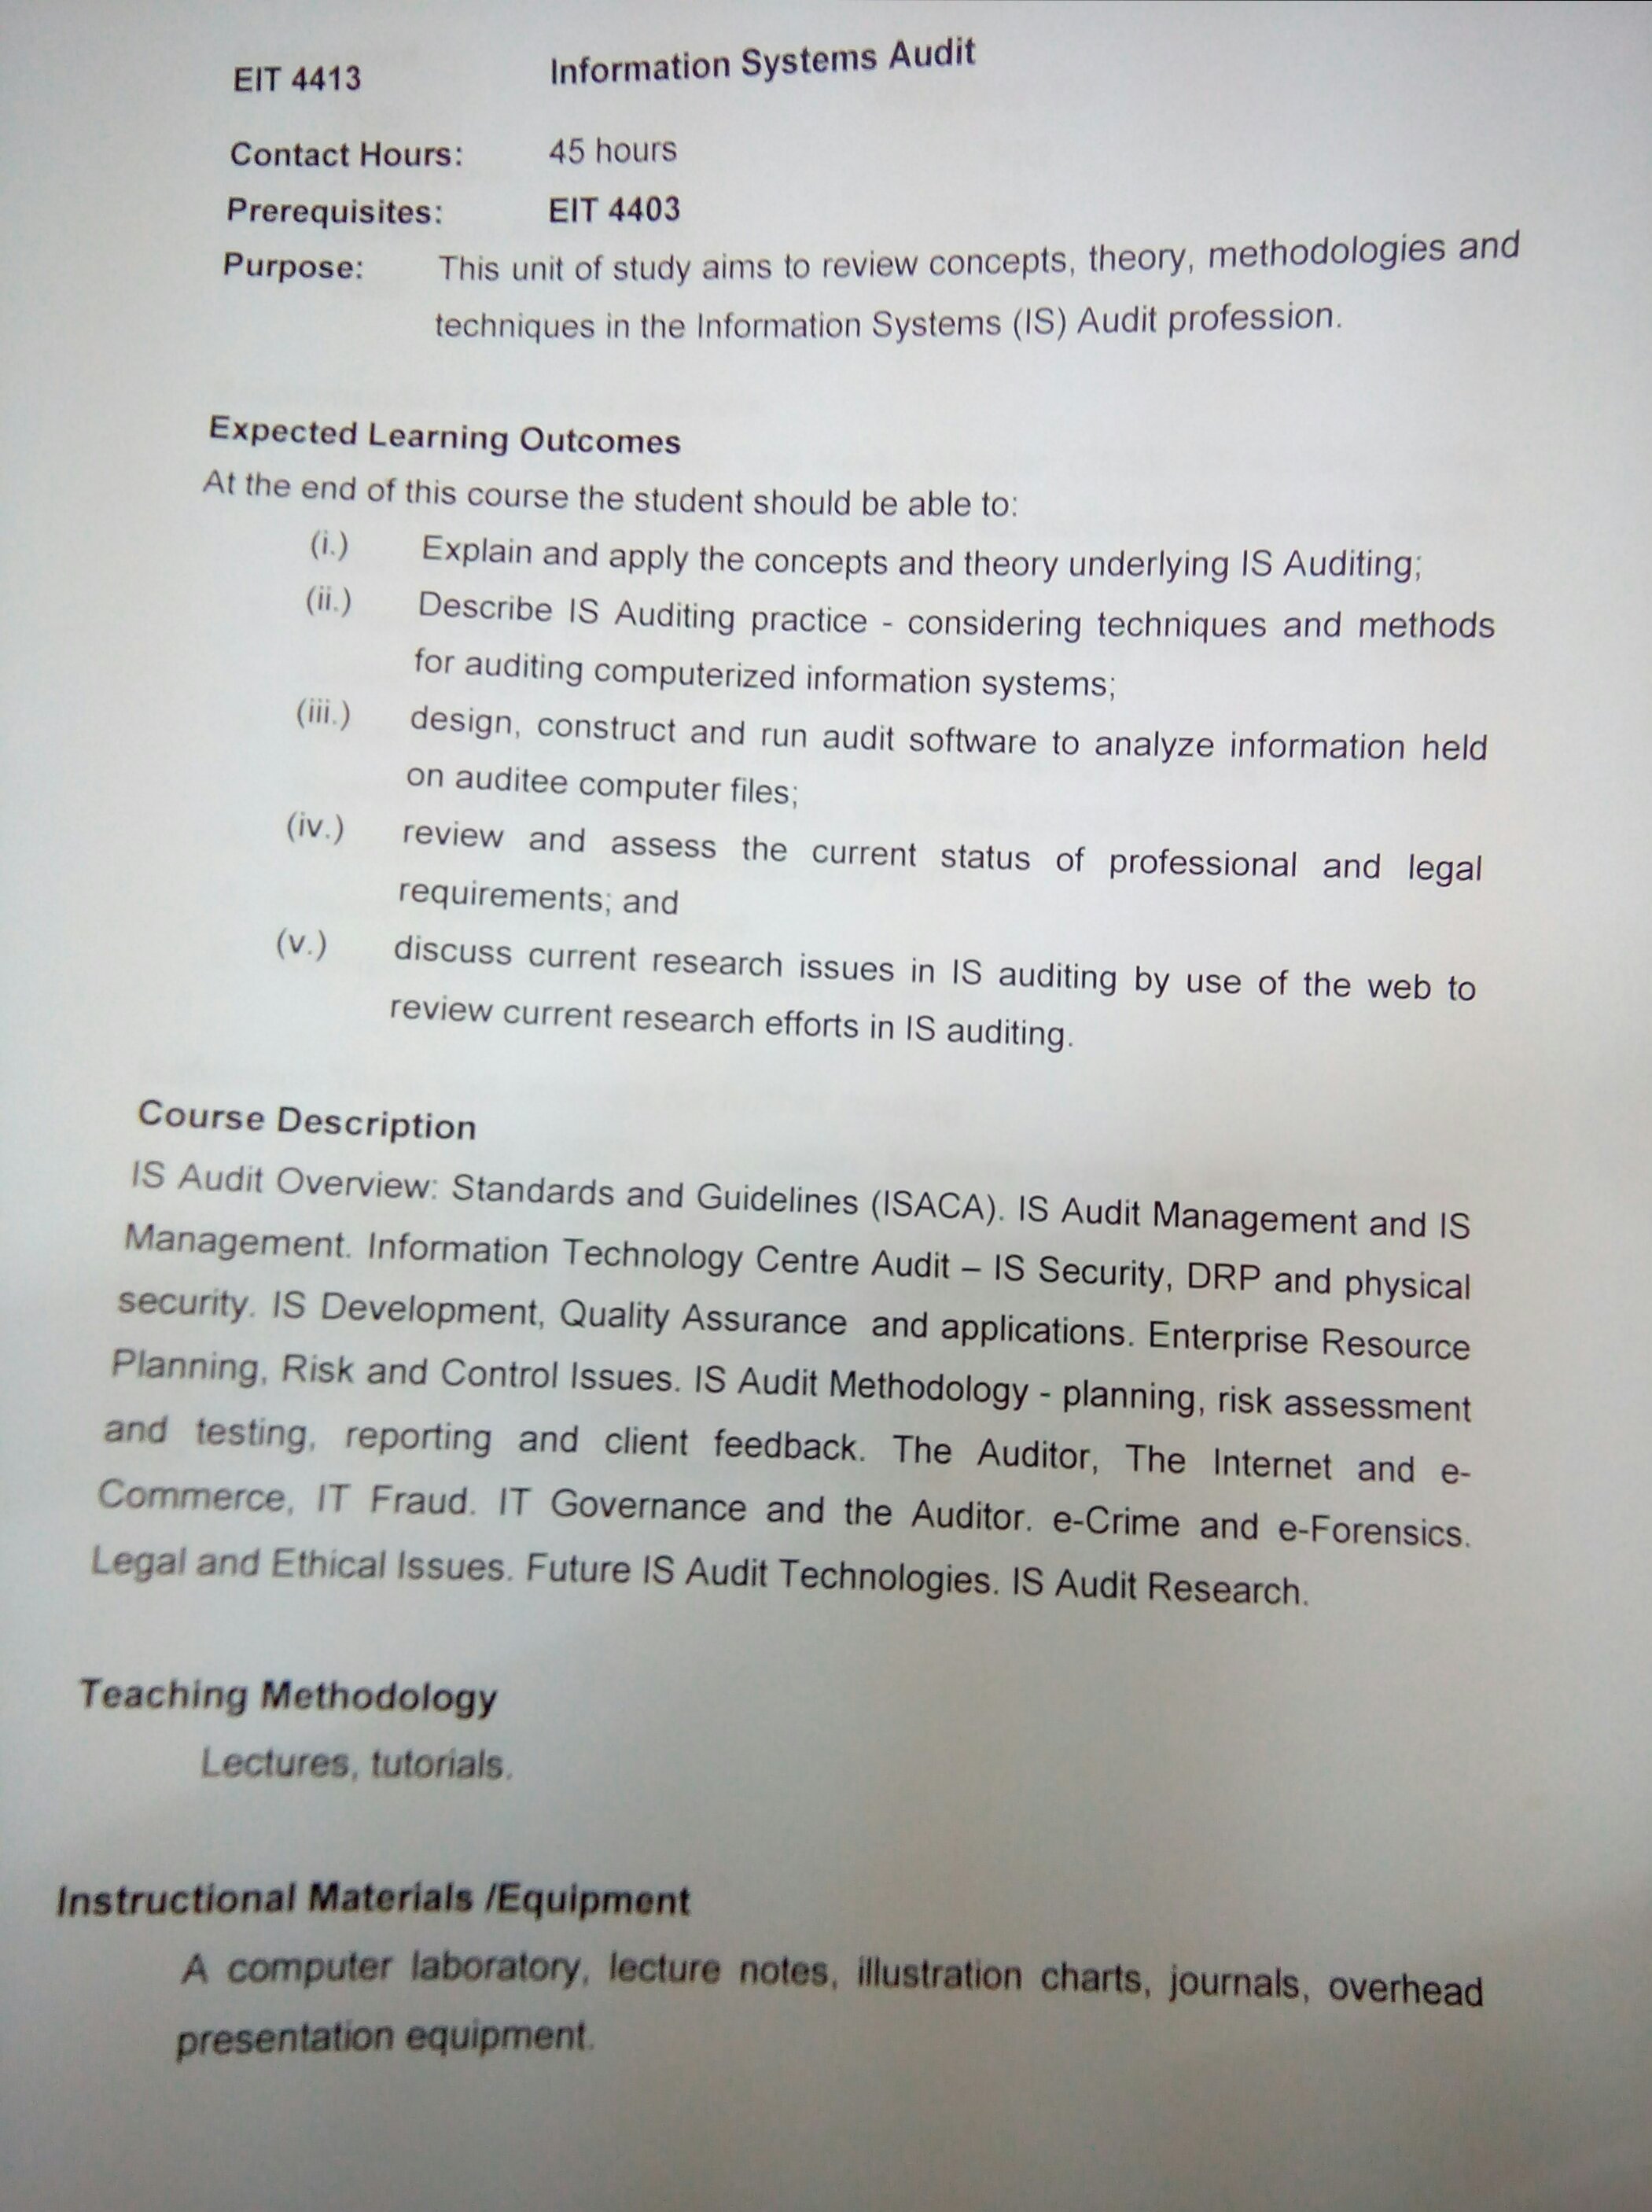 EIT 4413 Information Systems Audit
Contact Hours: 45 hours
Prerequisites: EIT 4403
Purpose: This unit of study aims to review concepts, theory, methodologies and
techniques in the Information Systems (IS) Audit profession.
Expected Learning Outcomes
At the end of this course the student should be able to:
(i.) Explain and apply the concepts and theory underlying IS Auditing;
(ii.) Describe IS Auditing practice - considering techniques and methods
for auditing computerized information systems;
(iii.) design, construct and run audit software to analyze information held
on auditee computer files;
(iv.) review and assess the current status of professional and legal
requirements; and
(v.) discuss current research issues in IS auditing by use of the web to
review current research efforts in IS auditing.
Course Description
IS Audit Overview: Standards and Guidelines (ISACA). IS Audit Management and IS
Management. Information Technology Centre Audit – IS Security, DRP and physical
security. IS Development, Quality Assurance and applications. Enterprise Resource
Planning, Risk and Control Issues. IS Audit Methodology - planning, risk assessment
and testing, reporting and client feedback. The Auditor, The Internet and e-
Commerce, IT Fraud. IT Governance and the Auditor. e-Crime and e-Forensics.
Legal and Ethical Issues. Future IS Audit Technologies. IS Audit Research.
Teaching Methodology
Lectures, tutorials.
Instructional Materials /Equipment
A computer laboratory, lecture notes, illustration charts, journals, overhead
presentation equipment.